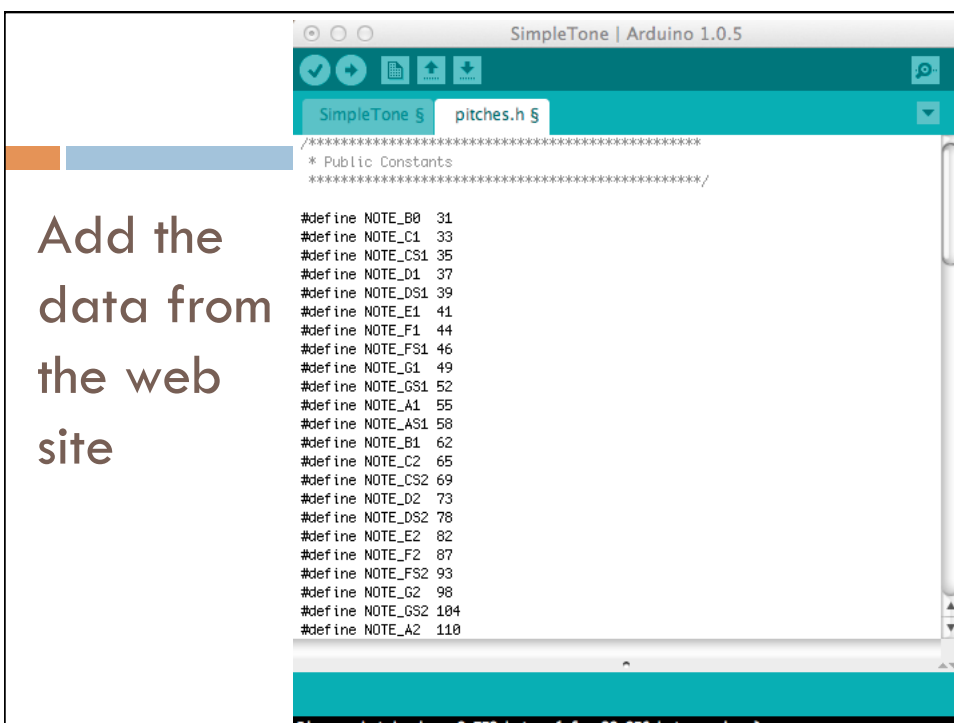 SimpleTone | Arduino 1.0.5
SimpleTone §
pitches.h §
Add the
data from
the web
site
/*************************************************
 * Public Constants
 *************************************************/
#define NOTE_B0  31
#define NOTE_C1  33
#define NOTE_CS1 35
#define NOTE_D1  37
#define NOTE_DS1 39
#define NOTE_E1  41
#define NOTE_F1  44
#define NOTE_FS1 46
#define NOTE_G1  49
#define NOTE_GS1 52
#define NOTE_A1  55
#define NOTE_AS1 58
#define NOTE_B1  62
#define NOTE_C2  65
#define NOTE_CS2 69
#define NOTE_D2  73
#define NOTE_DS2 78
#define NOTE_E2  82
#define NOTE_F2  87
#define NOTE_FS2 93
#define NOTE_G2  98
#define NOTE_GS2 104
#define NOTE_A2  110